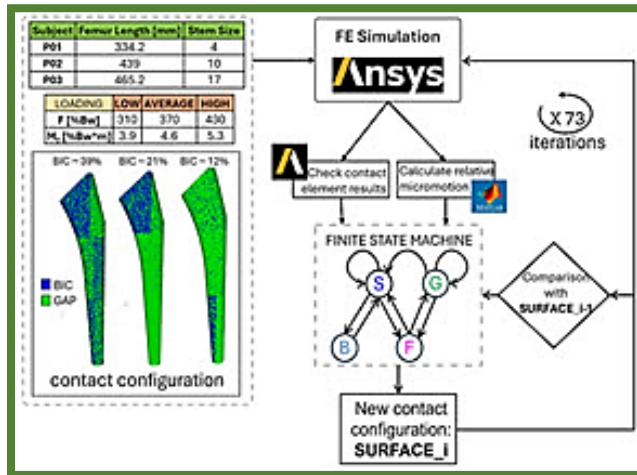 Subject Femur Length [mm] Stem Size
P01 334.2 4
P02 439 10
P03 465.2 17
LOADING LOW AVERAGE HIGH
F [%Bw] 310 370 430
[%Bw*m] 3.9 4.6 5.3
BIC~39% BIC~21% BIC~12%
BIC
GAP
contact configuration
FE Simulation
Ansys
X 73
iterations
Check contact
element results
Calculate relative
micromotion
Matlab
FINITE STATE MACHINE
S G
B F
Comparison
with
SURFACE_i-1
New contact
configuration:
SURFACE_i